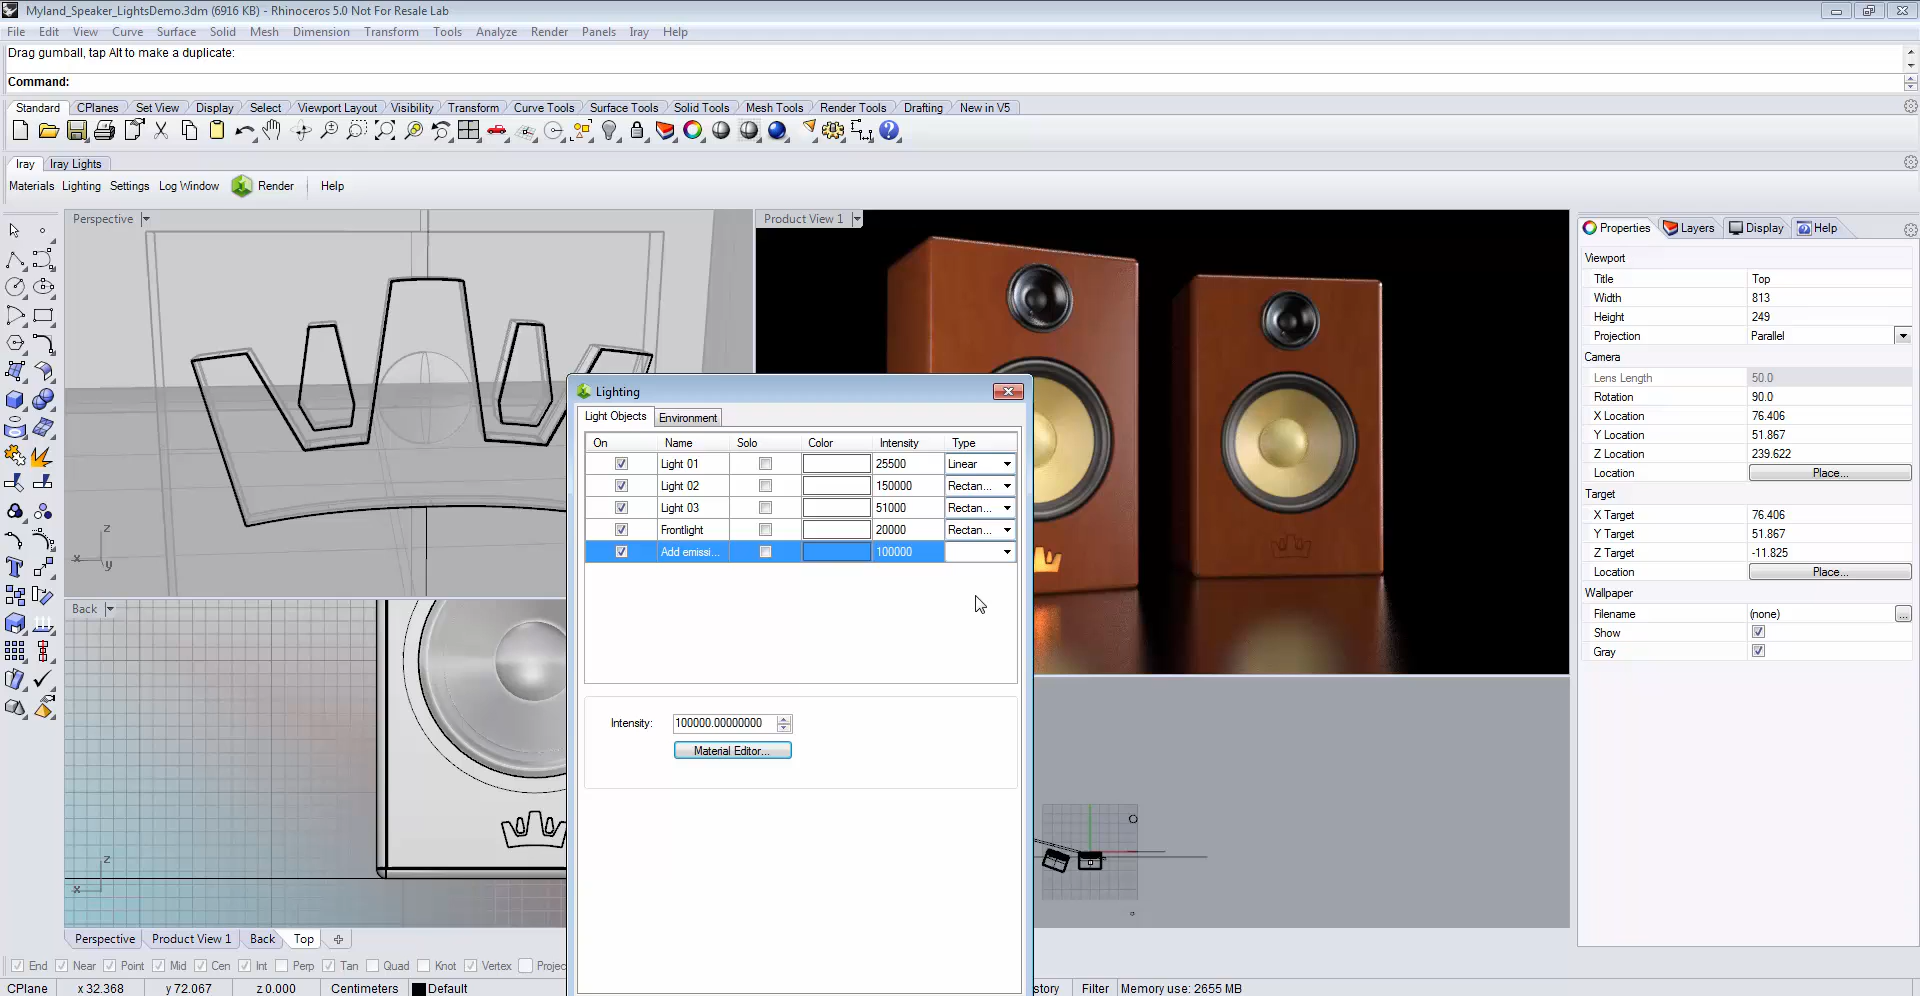 Myland_Speaker_LightsDemo.3dm (6916 KB) - Rhinoceros 5.0 Not For Resale Lab
File Edit View Curve Surface Solid Mesh Dimension Transform Tools Analyze Render Panels Iray Help
Drag gumball, tap Alt to make a duplicate:
Command:
Standard CPlanes Set View Display Select Viewport Layout Visibility Transform Curve Tools Surface Tools Solid Tools Mesh Tools Render Tools Drafting New in V5
Iray Iray Lights
Materials Lighting Settings Log Window Render Help
Perspective
Product View 1
Back
Lighting
Light Objects Environment
On Name Solo Color Intensity Type
Light 01 25500 Linear
Light 02 150000 Rectan...
Light 03 51000 Rectan...
Frontlight 20000 Rectan...
Add emissi... 100000
Intensity: 100000.00000000
Material Editor...
Properties Layers Display Help
Viewport
Title Top
Width 813
Height 249
Projection Parallel
Camera
Lens Length 50.0
Rotation 90.0
X Location 76.406
Y Location 51.867
Z Location 239.622
Location Place...
Target
X Target 76.406
Y Target 51.867
Z Target -11.825
Location Place...
Wallpaper
Filename (none) ...
Show
Gray
z
x
y
z
x
Perspective Product View 1 Back Top
End Near Point Mid Cen Int Perp Tan Quad Knot Vertex Projec
CPlane x 32.368 y 72.067 z 0.000 Centimeters Default story Filter Memory use: 2655 MB